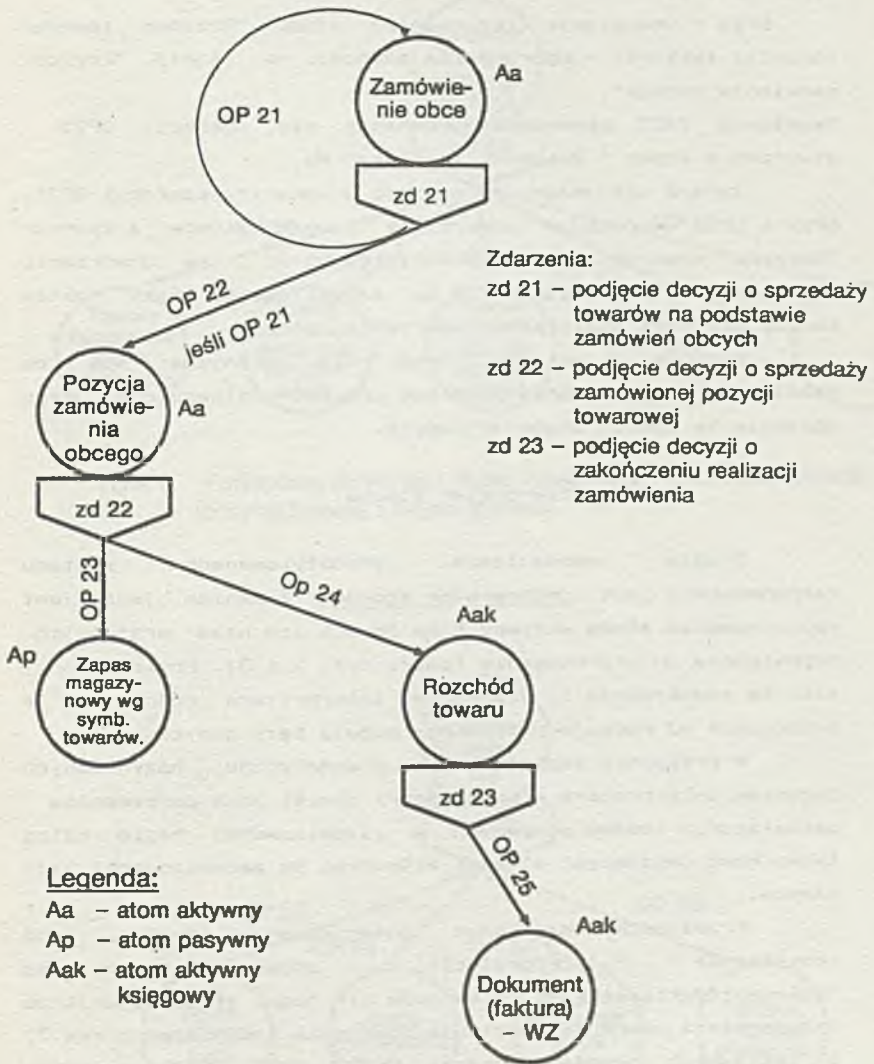 OP 21
Zamówie-
nie obce
Aa
zd 21
OP 22
jeśli OP 21
Pozycja
zamówie-
nia
obcego
Aa
zd 22
OP 23
Op 24
Ap
Zapas
magazy-
nowy wg
symb.
towarów.
Aak
Rozchód
towaru
zd 23
OP 25
Aak
Dokument
(faktura)
– WZ
Zdarzenia:
zd 21 – podjęcie decyzji o sprzedaży
towarów na podstawie
zamówień obcych
zd 22 – podjęcie decyzji o sprzedaży
zamówionej pozycji
towarowej
zd 23 – podjęcie decyzji o
zakończeniu realizacji
zamówienia
Legenda:
Aa – atom aktywny
Ap – atom pasywny
Aak – atom aktywny
księgowy